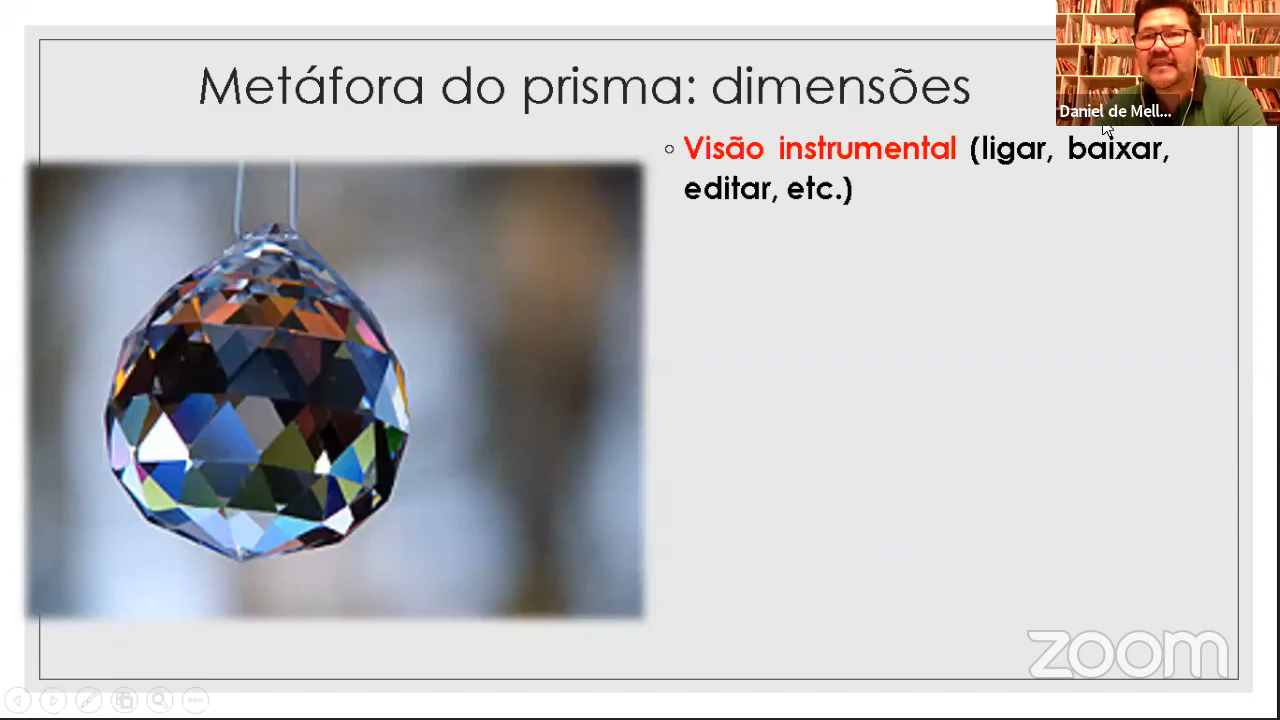 Metáfora do prisma: dimensões
Daniel de Mell...
Visão instrumental (ligar, baixar,
editar, etc.)
zoom